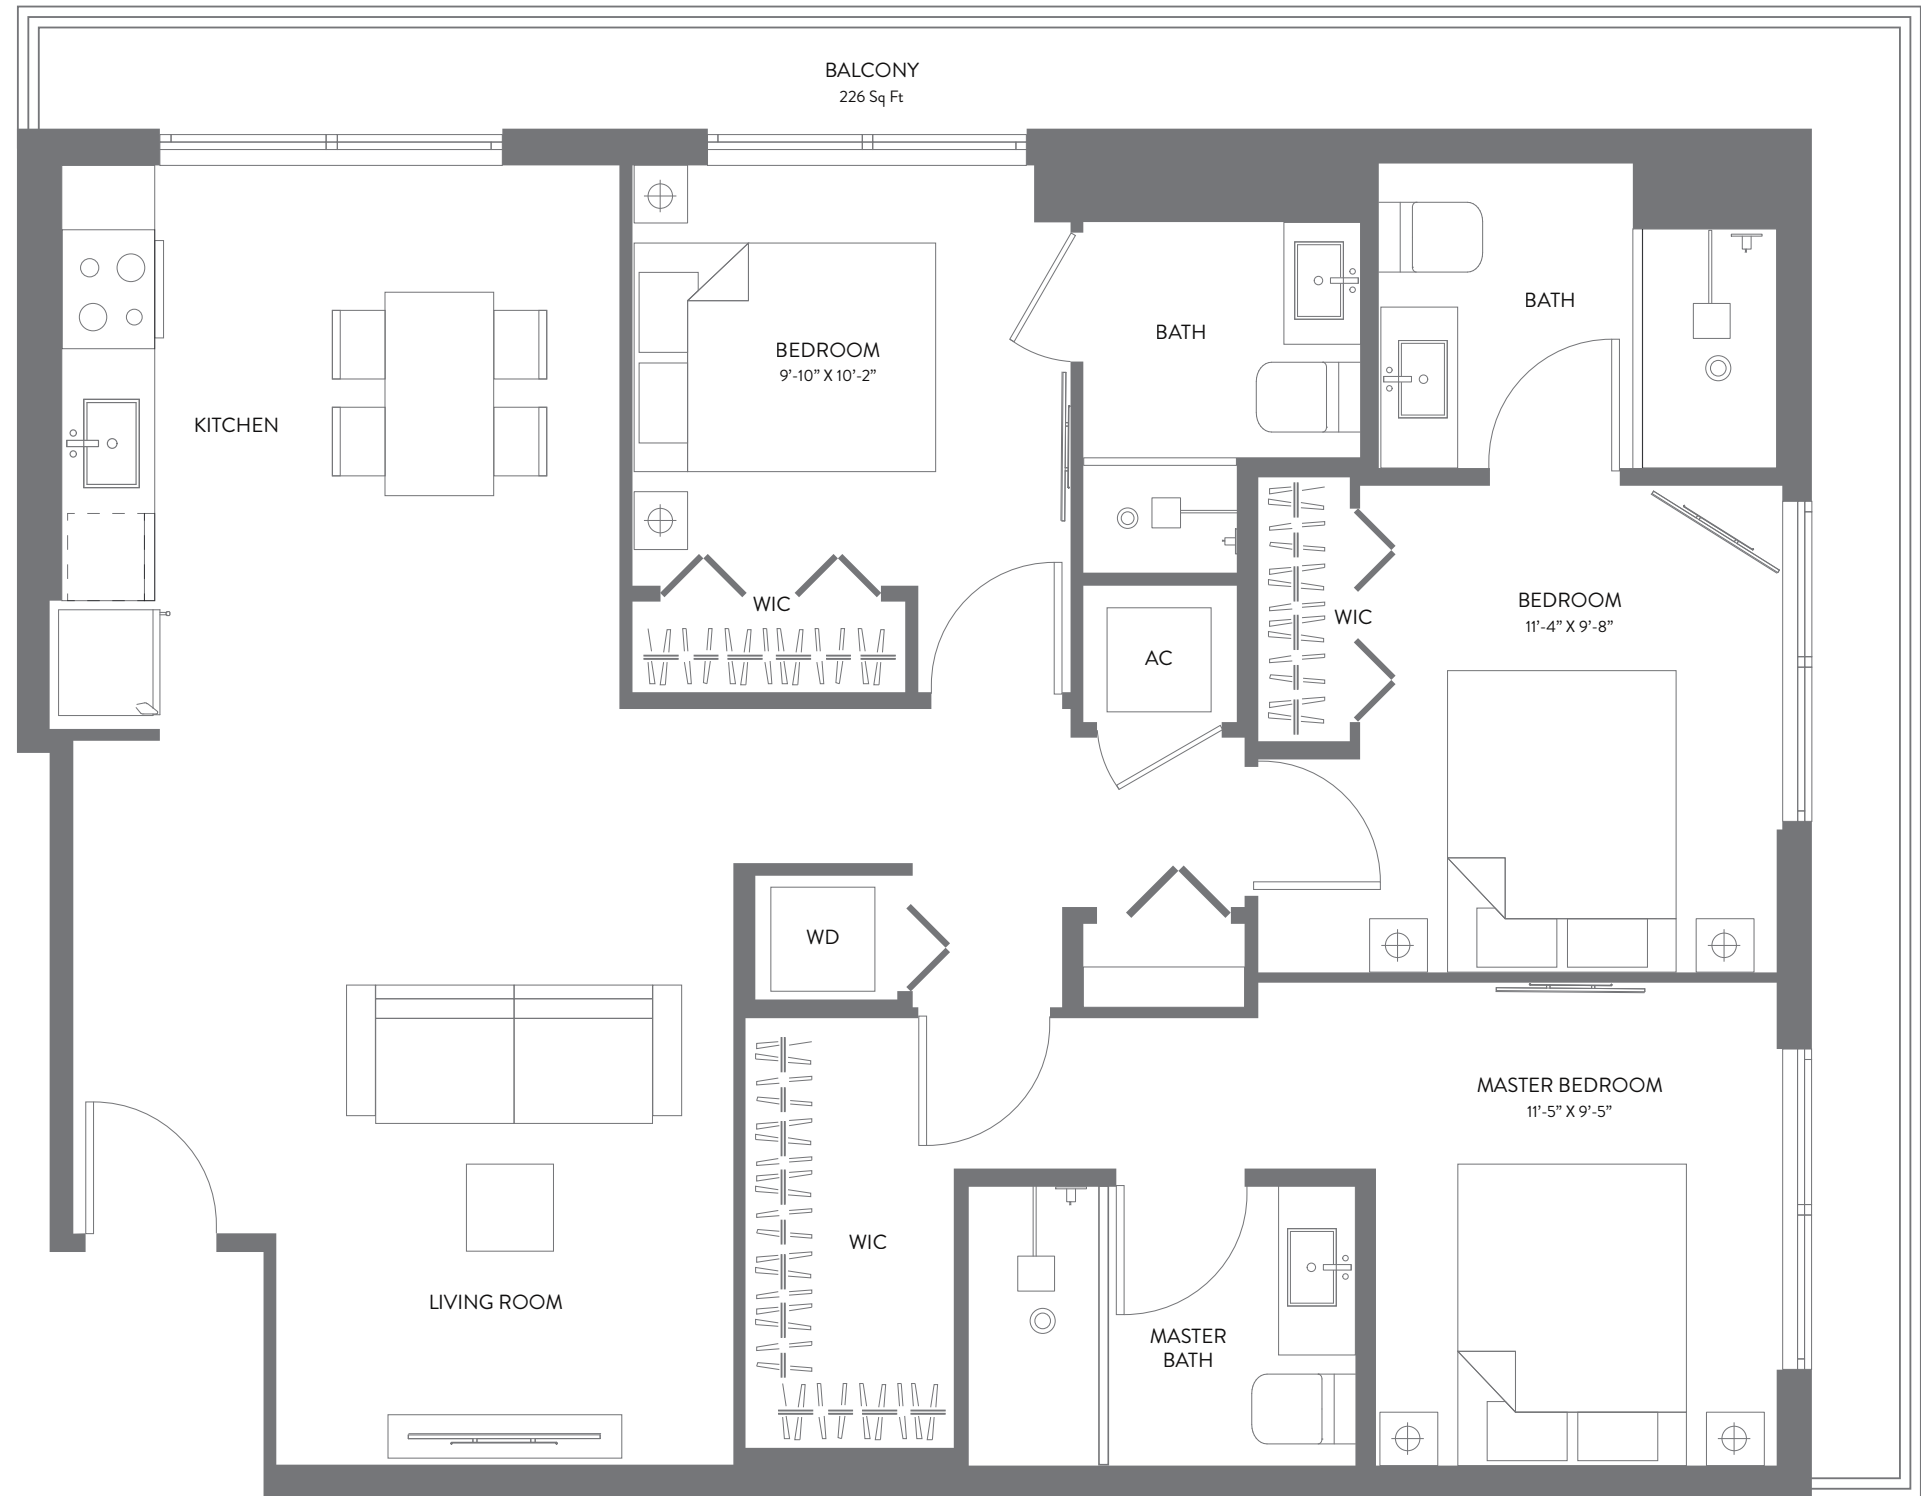 BALCONY
226 Sq Ft
BATH
BATH
BEDROOM
9’-10” X 10’-2”
KITCHEN
WIC
BEDROOM
11’-4” X 9’-8”
WIC
AC
WD
MASTER BEDROOM
11’-5” X 9’-5”
WIC
LIVING ROOM
MASTER
BATH